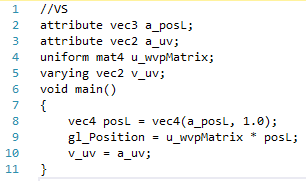 1 //VS
2 attribute vec3 a_posL;
3 attribute vec2 a_uv;
4 uniform mat4 u_wvpMatrix;
5 varying vec2 v_uv;
6 void main()
7 {
8 vec4 posL = vec4(a_posL, 1.0);
9 gl_Position = u_wvpMatrix * posL;
10 v_uv = a_uv;
11 }